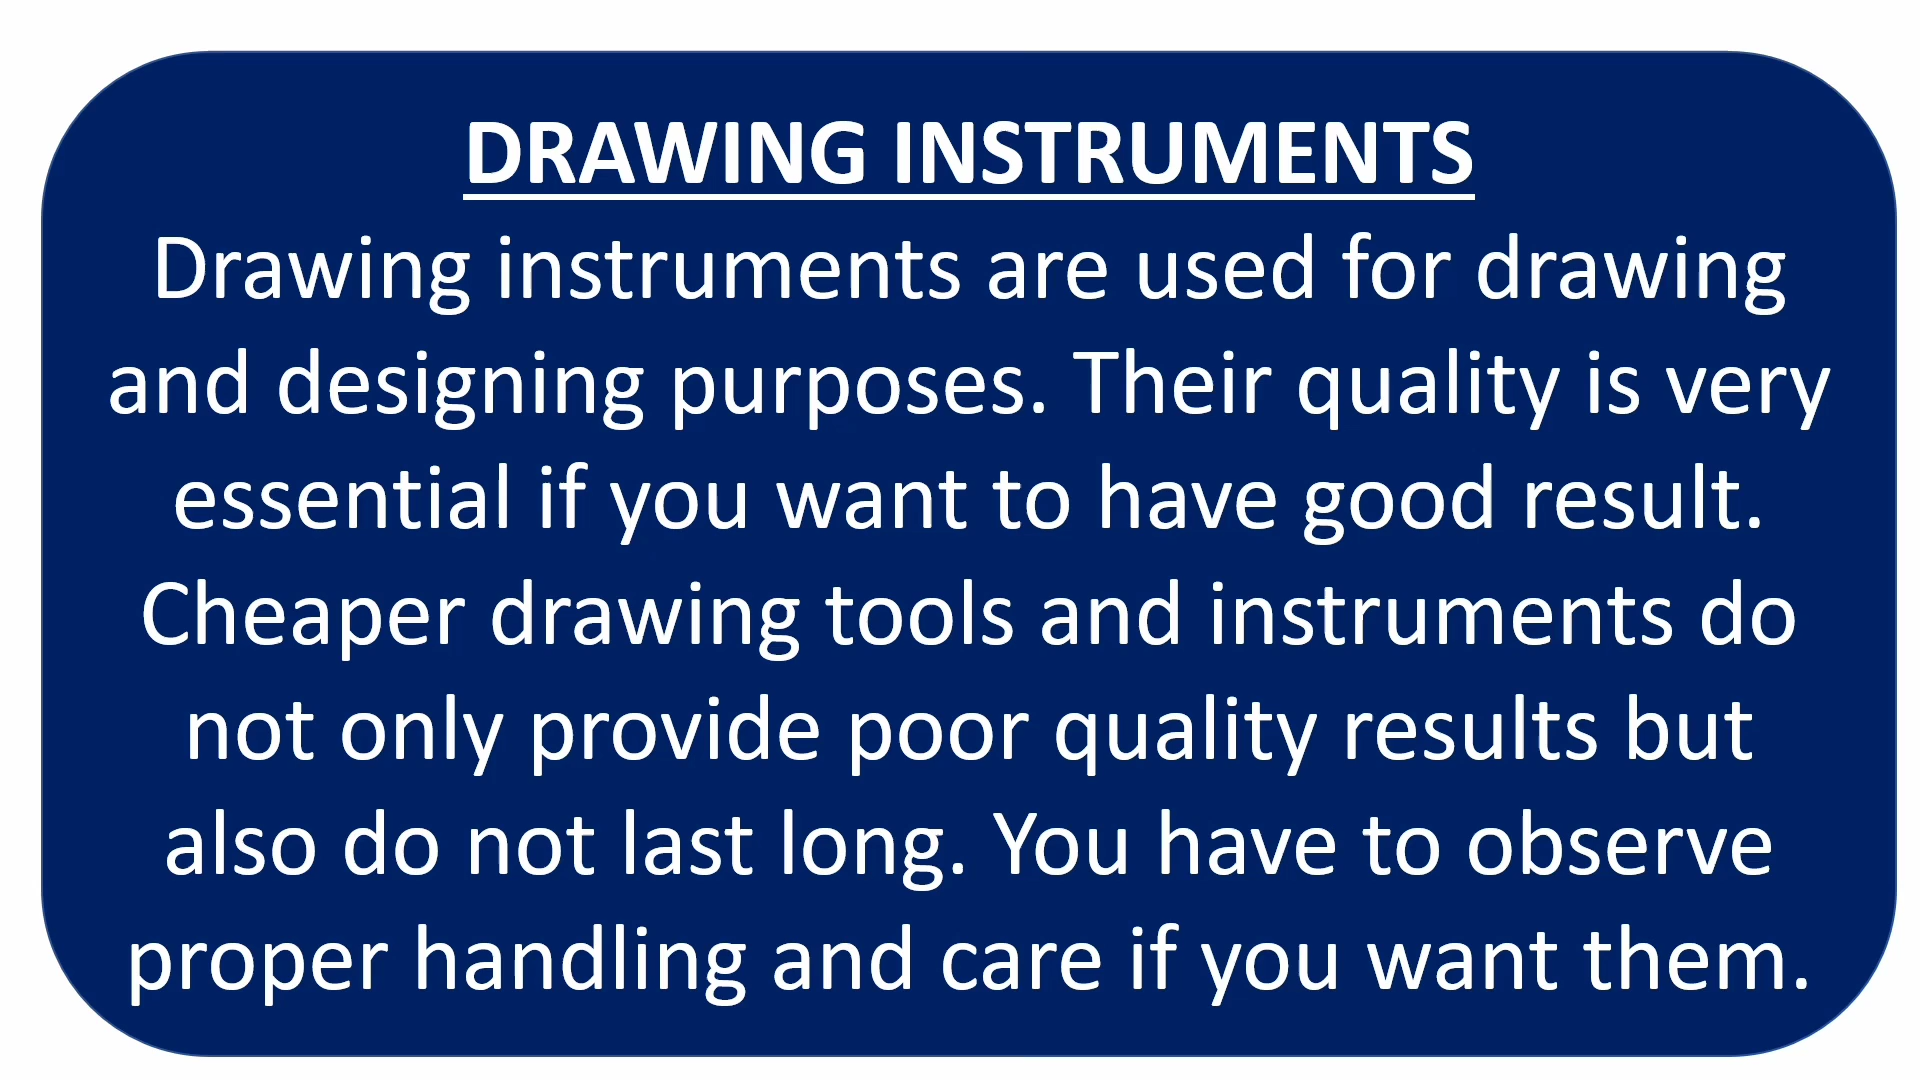 DRAWING INSTRUMENTS
Drawing instruments are used for drawing
and designing purposes. Their quality is very
essential if you want to have good result.
Cheaper drawing tools and instruments do
not only provide poor quality results but
also do not last long. You have to observe
proper handling and care if you want them.